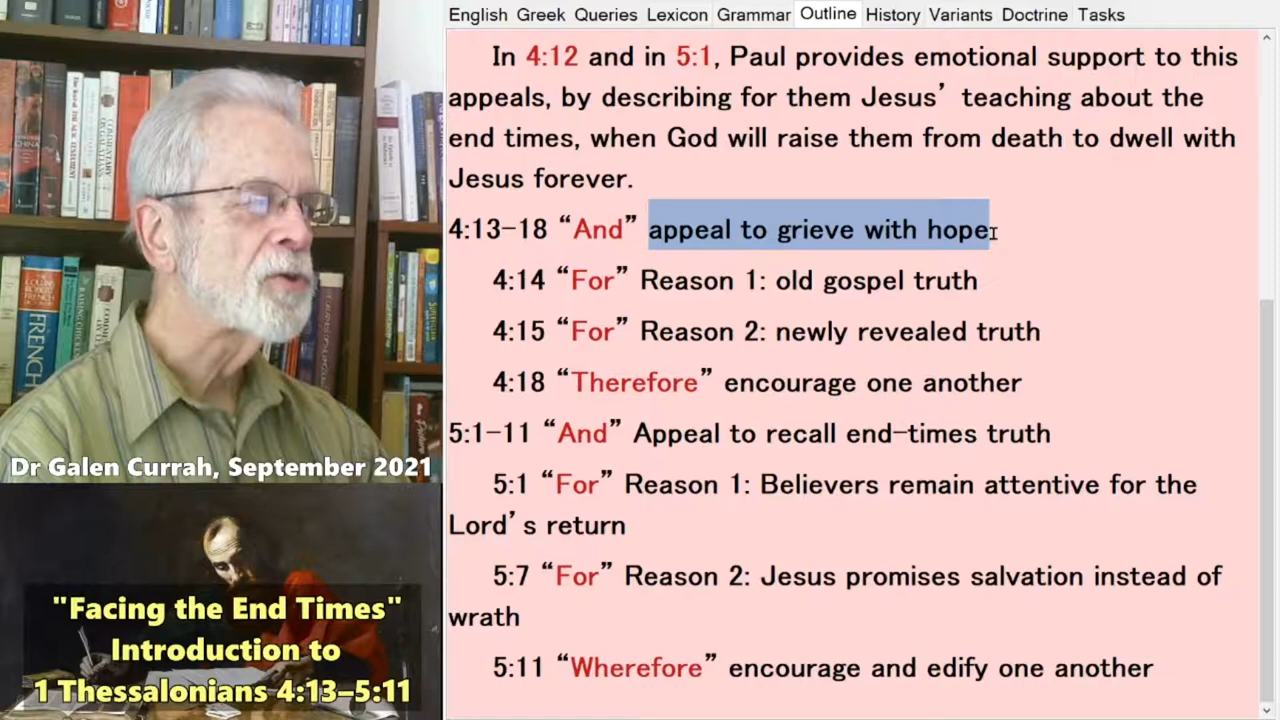 English Greek Queries Lexicon Grammar Outline History Variants Doctrine Tasks
In 4:12 and in 5:1, Paul provides emotional support to this
appeals, by describing for them Jesus’ teaching about the
end times, when God will raise them from death to dwell with
Jesus forever.
4:13–18 “And” appeal to grieve with hope
4:14 “For” Reason 1: old gospel truth
4:15 “For” Reason 2: newly revealed truth
4:18 “Therefore” encourage one another
5:1–11 “And” Appeal to recall end–times truth
5:1 “For” Reason 1: Believers remain attentive for the
Lord’s return
5:7 “For” Reason 2: Jesus promises salvation instead of
wrath
5:11 “Wherefore” encourage and edify one another
FRENCH
Dr Galen Currah, September 2021
"Facing the End Times"
Introduction to
1 Thessalonians 4:13–5:11